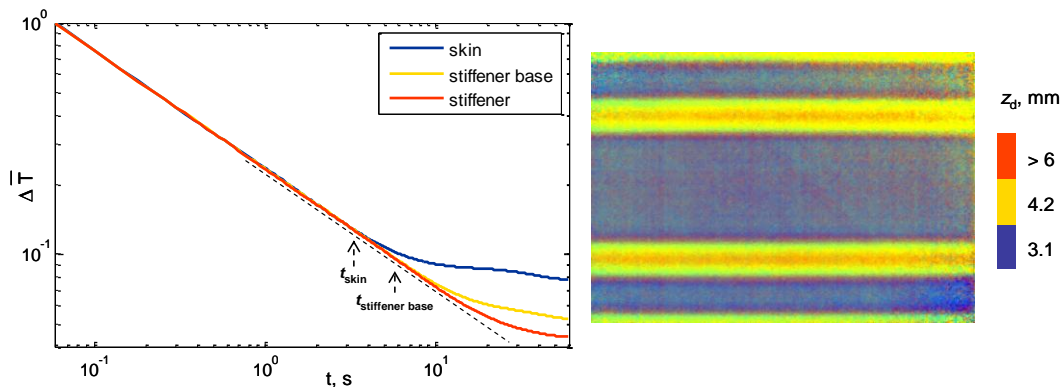 10⁰
skin
stiffener base
stiffener
Δ T̅
10⁻¹
t_skin
t_stiffener base
10⁻¹
10⁰
10¹
t, s
z_d, mm
> 6
4.2
3.1